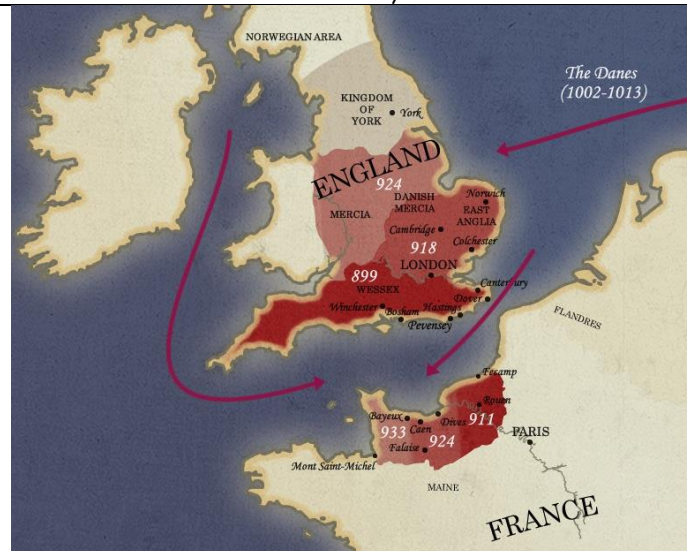 NORWEGIAN AREA
The Danes
(1002-1013)
KINGDOM
OF
YORK
York
ENGLAND
924
MERCIA
DANISH
MERCIA
Norwich
EAST
ANGLIA
Cambridge
918
Colchester
LONDON
899
WESSEX
Canterbury
Dover
Winchester
Bosham
Hastings
Pevensey
FLANDRES
Fecamp
Rouen
911
Bayeux
Caen
Dives
933
924
Falaise
PARIS
Mont Saint-Michel
MAINE
FRANCE